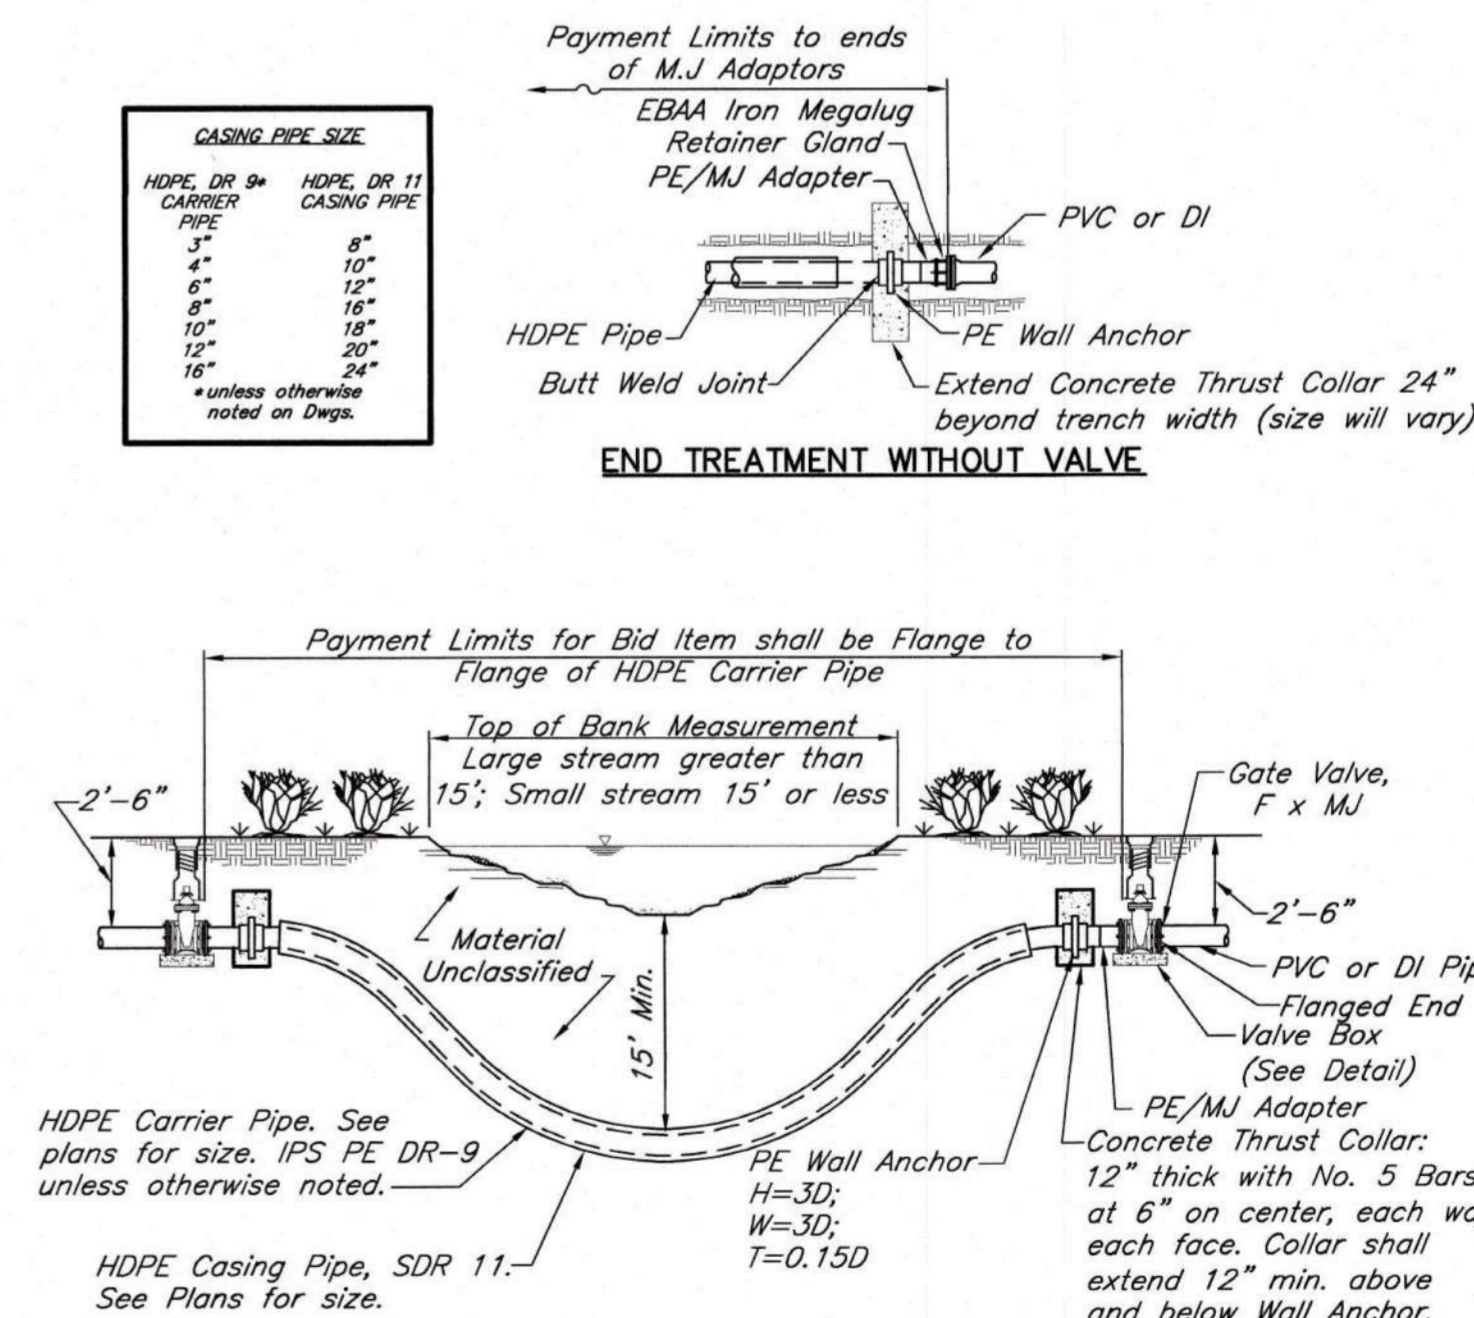 Payment Limits to ends
of M.J Adaptors
EBAA Iron Megalug
Retainer Gland
PE/MJ Adapter
PVC or DI
HDPE Pipe
PE Wall Anchor
Butt Weld Joint
Extend Concrete Thrust Collar 24"
beyond trench width (size will vary)
END TREATMENT WITHOUT VALVE
CASING PIPE SIZE
HDPE, DR 9* HDPE, DR 11
CARRIER CASING PIPE
PIPE
3" 8"
4" 10"
6" 12"
8" 16"
10" 18"
12" 20"
16" 24"
*unless otherwise
noted on Dwgs.
Payment Limits for Bid Item shall be Flange to
Flange of HDPE Carrier Pipe
Top of Bank Measurement
Large stream greater than
15'; Small stream 15' or less
2'-6"
Gate Valve,
F x MJ
2'-6"
Material
Unclassified
15' Min.
PVC or DI
Flanged End
Valve Box
(See Detail)
PE/MJ Adapter
HDPE Carrier Pipe. See
plans for size. IPS PE DR-9
unless otherwise noted.
HDPE Casing Pipe, SDR 11.
See Plans for size.
PE Wall Anchor
H=3D;
W=3D;
T=0.15D
Concrete Thrust Collar:
12" thick with No. 5 Bars
at 6" on center, each
each face. Collar shall
extend 12" min. above
and below Wall Anchor.